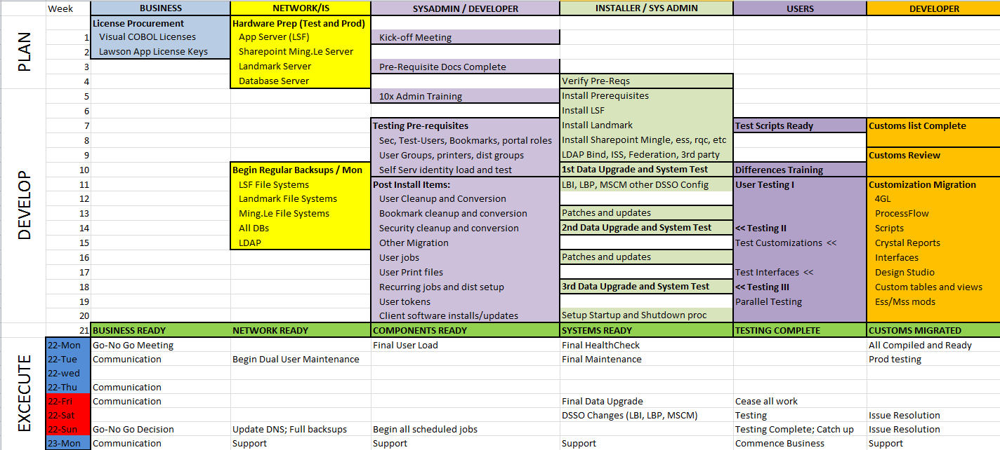 Week BUSINESS NETWORK/IS SYSADMIN / DEVELOPER INSTALLER / SYS ADMIN USERS DEVELOPER
PLAN
License Procurement Hardware Prep (Test and Prod)
1 Visual COBOL Licenses App Server (LSF) Kick-off Meeting
2 Lawson App License Keys Sharepoint Ming.Le Server
3 Landmark Server Pre-Requisite Docs Complete
4 Database Server Verify Pre-Reqs
DEVELOP
5 10x Admin Training Install Prerequisites
6 Install LSF
7 Testing Pre-requisites Install Landmark Test Scripts Ready Customs list Complete
8 Sec, Test-Users, Bookmarks, portal roles Install Sharepoint Mingle, ess, rqc, etc
9 User Groups, printers, dist groups LDAP Bind, ISS, Federation, 3rd party Customs Review
10 Begin Regular Backsups / Mon Self Serv identity load and test 1st Data Upgrade and System Test Differences Training
11 LSF File Systems Post Install Items: LBI, LBP, MSCM other DSSO Config User Testing I Customization Migration
12 Landmark File Systems User Cleanup and Conversion 4GL
13 Ming.Le File Systems Bookmark cleanup and conversion Patches and updates ProcessFlow
14 All DBs Security cleanup and conversion 2nd Data Upgrade and System Test << Testing II Scripts
15 LDAP Other Migration Test Customizations << Crystal Reports
16 User jobs Patches and updates Interfaces
17 User Print files Test Interfaces << Design Studio
18 Recurring jobs and dist setup 3rd Data Upgrade and System Test << Testing III Custom tables and views
19 User tokens Parallel Testing Ess/Mss mods
20 Client software installs/updates Setup Startup and Shutdown proc
21 BUSINESS READY NETWORK READY COMPONENTS READY SYSTEMS READY TESTING COMPLETE CUSTOMS MIGRATED
EXCECUTE
22-Mon Go-No Go Meeting Final User Load Final HealthCheck All Compiled and Ready
22-Tue Communication Begin Dual User Maintenance Final Maintenance Prod testing
22-wed
22-Thu Communication
22-Fri Communication Final Data Upgrade Cease all work
22-Sat DSSO Changes (LBI, LBP, MSCM) Testing Issue Resolution
22-Sun Go-No Go Decision Update DNS; Full backsups Begin all scheduled jobs Testing Complete; Catch up Issue Resolution
23-Mon Communication Support Support Support Commence Business Support